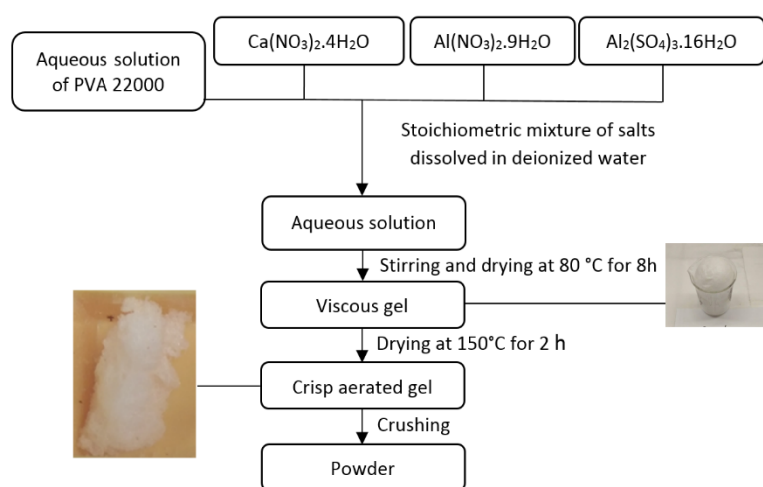 Aqueous solution
of PVA 22000
Ca(NO₃)₂.4H₂O
Al(NO₃)₂.9H₂O
Al₂(SO₄)₃.16H₂O
Stoichiometric mixture of salts
dissolved in deionized water
Aqueous solution
Stirring and drying at 80 °C for 8h
Viscous gel
Drying at 150°C for 2 h
Crisp aerated gel
Crushing
Powder